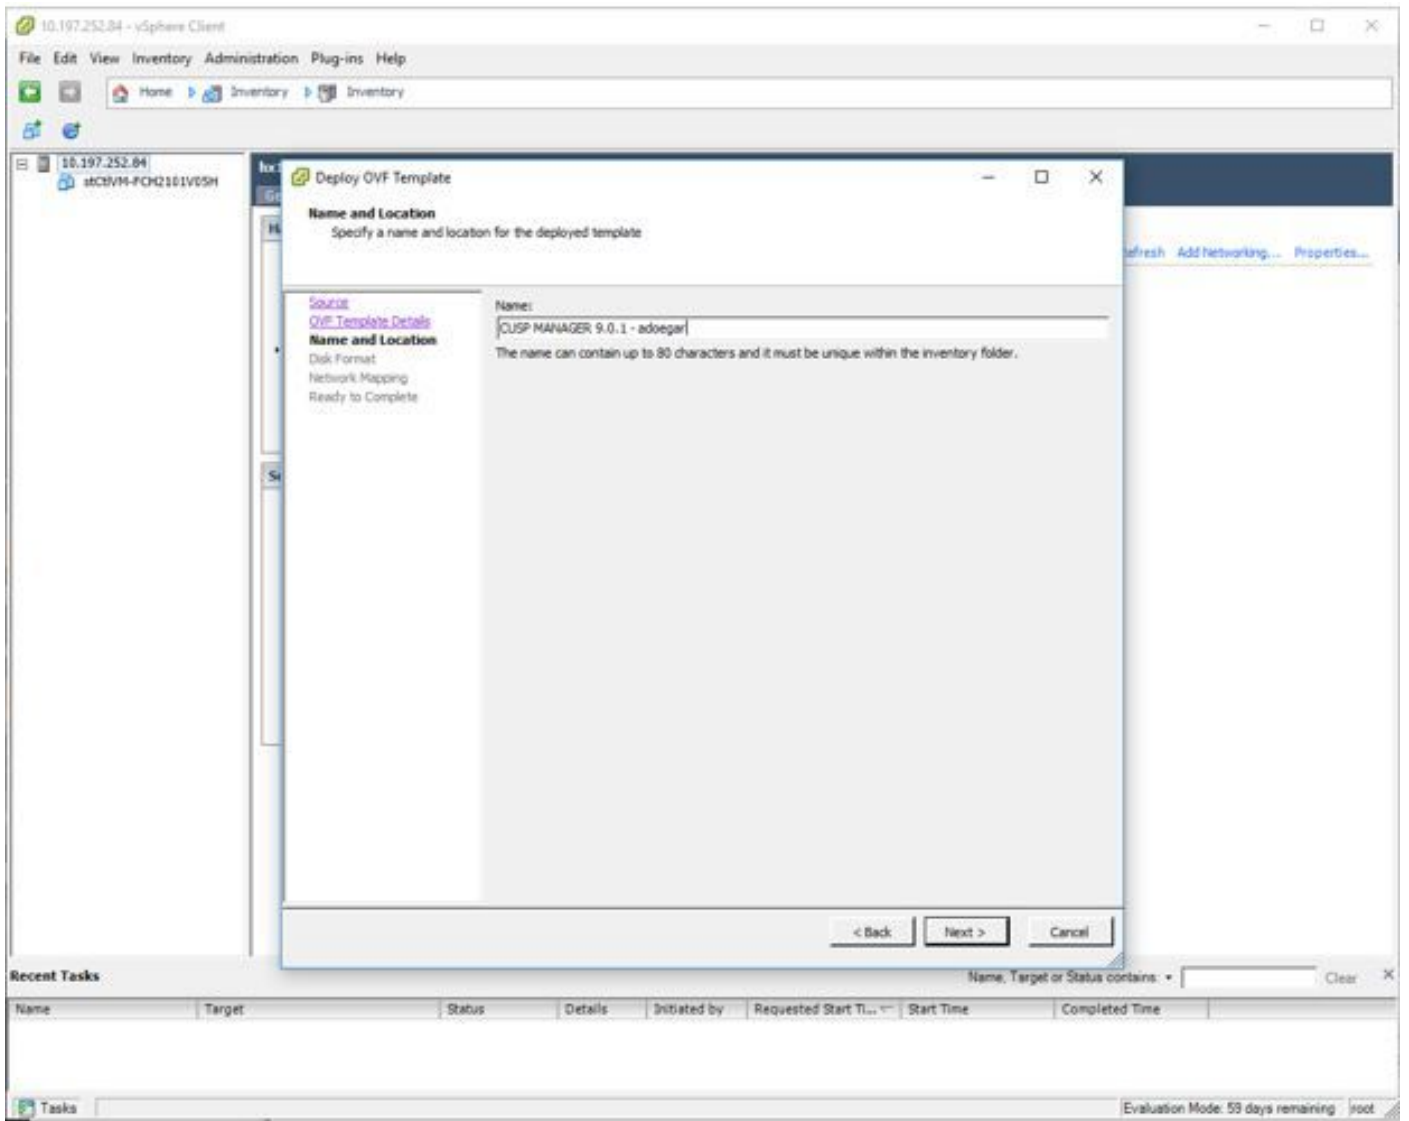 10.197.252.84 - vSphere Client
File Edit View Inventory Administration Plug-ins Help
Home Inventory Inventory
10.197.252.84
stCtlVM-FCH2101V0SH
Deploy OVF Template
Name and Location
Specify a name and location for the deployed template
Refresh Add Networking... Properties...
Source
OVF Template Details
Name and Location
Disk Format
Network Mapping
Ready to Complete
Name:
CUSP MANAGER 9.0.1 - adoegar
The name can contain up to 80 characters and it must be unique within the inventory folder.
< Back Next > Cancel
Recent Tasks
Name, Target or Status contains: Clear
Name Target Status Details Initiated by Requested Start Ti... Start Time Completed Time
Tasks
Evaluation Mode: 59 days remaining root